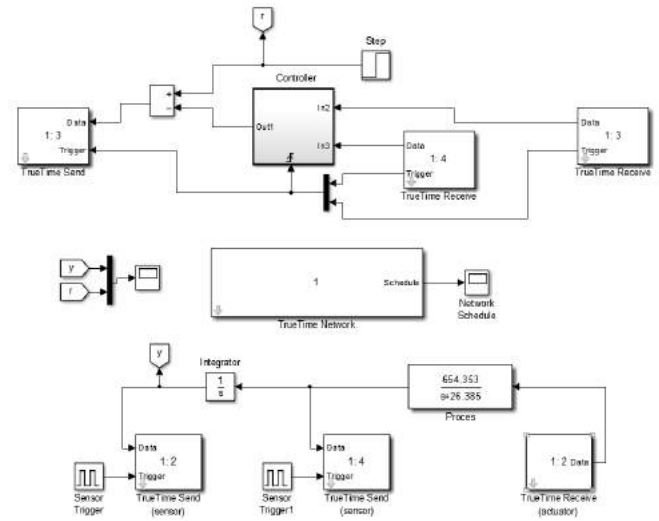 r
Step
Controller
+
−
Data
1: 3
Trigger
TrueTime Send
Out1
In2
In3
Data
1: 4
Trigger
TrueTime Receive
Data
1: 3
Trigger
TrueTime Receive
y
r
1
Schedule
TrueTime Network
Network
Schedule
y
Integrator
1
s
654.353
s+26.385
Proces
Data
1: 2
Trigger
Sensor
Trigger
TrueTime Send
(sensor)
Data
1: 4
Trigger
Sensor
Trigger1
TrueTime Send
(sensor)
1: 2 Data
TrueTime Receive
(actuator)